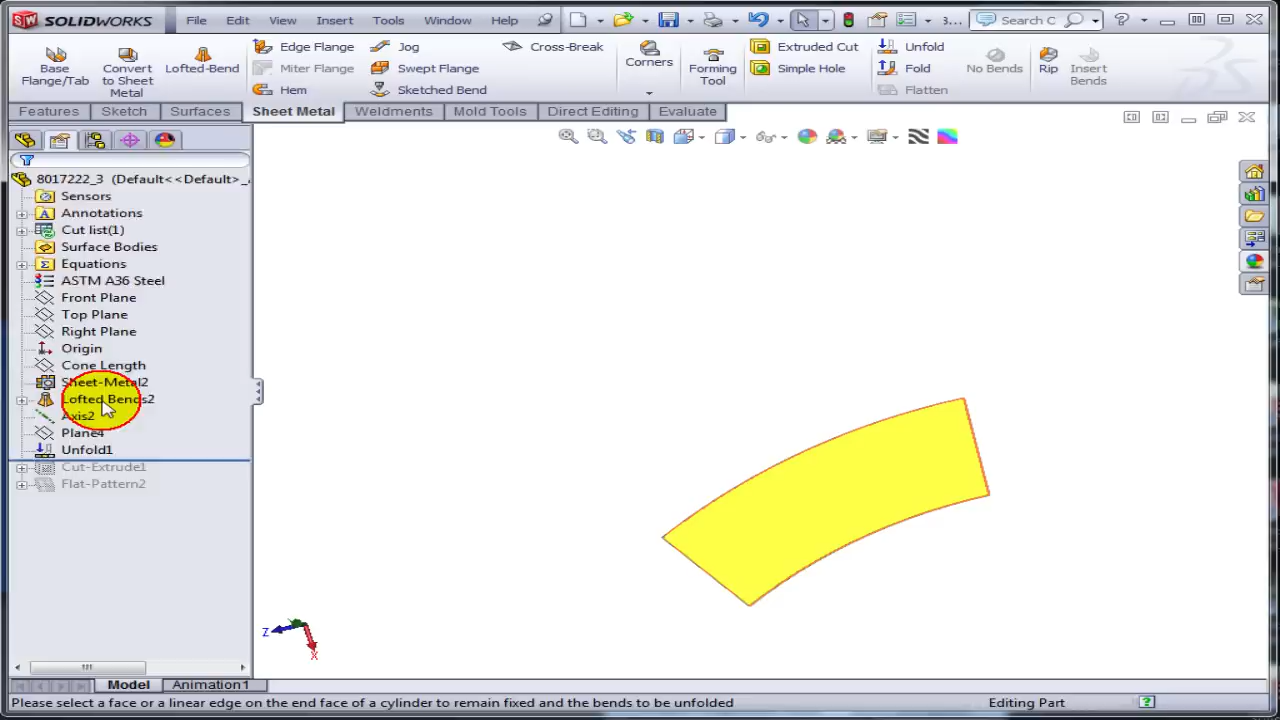 SW SOLIDWORKS File Edit View Insert Tools Window Help 3... Search C
Base Flange/Tab
Convert to Sheet Metal
Lofted-Bend
Edge Flange
Miter Flange
Hem
Jog
Swept Flange
Sketched Bend
Cross-Break
Corners
Forming Tool
Extruded Cut
Simple Hole
Unfold
Fold
Flatten
No Bends
Rip
Insert Bends
Features Sketch Surfaces Sheet Metal Weldments Mold Tools Direct Editing Evaluate
8017222_3 (Default<<Default>_
Sensors
Annotations
Cut list(1)
Surface Bodies
Equations
ASTM A36 Steel
Front Plane
Top Plane
Right Plane
Origin
Cone Length
Sheet-Metal2
Lofted Bends2
Axis2
Plane4
Unfold1
Cut-Extrude1
Flat-Pattern2
Z
X
Model Animation1
Please select a face or a linear edge on the end face of a cylinder to remain fixed and the bends to be unfolded Editing Part